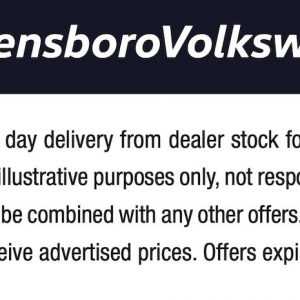 ensboroVolksw
day delivery from dealer stock fo
illustrative purposes only, not resp
be combined with any other offers.
eive advertised prices. Offers expi